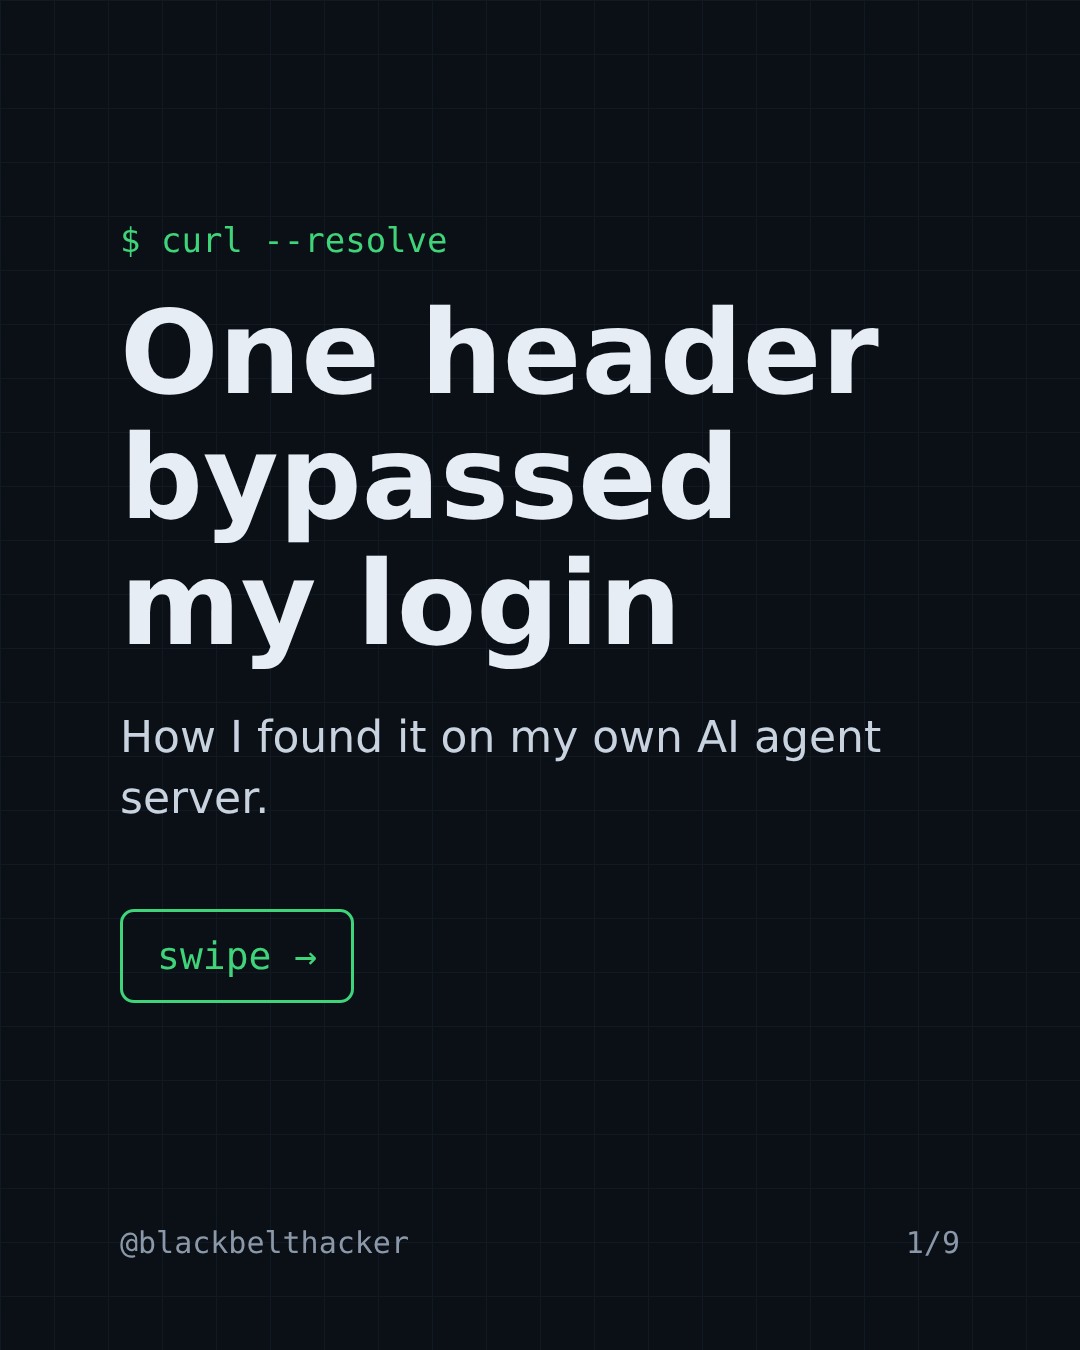 $ curl --resolve
One header
bypassed
my login
How I found it on my own AI agent
server.
swipe →
@blackbelthacker
1/9